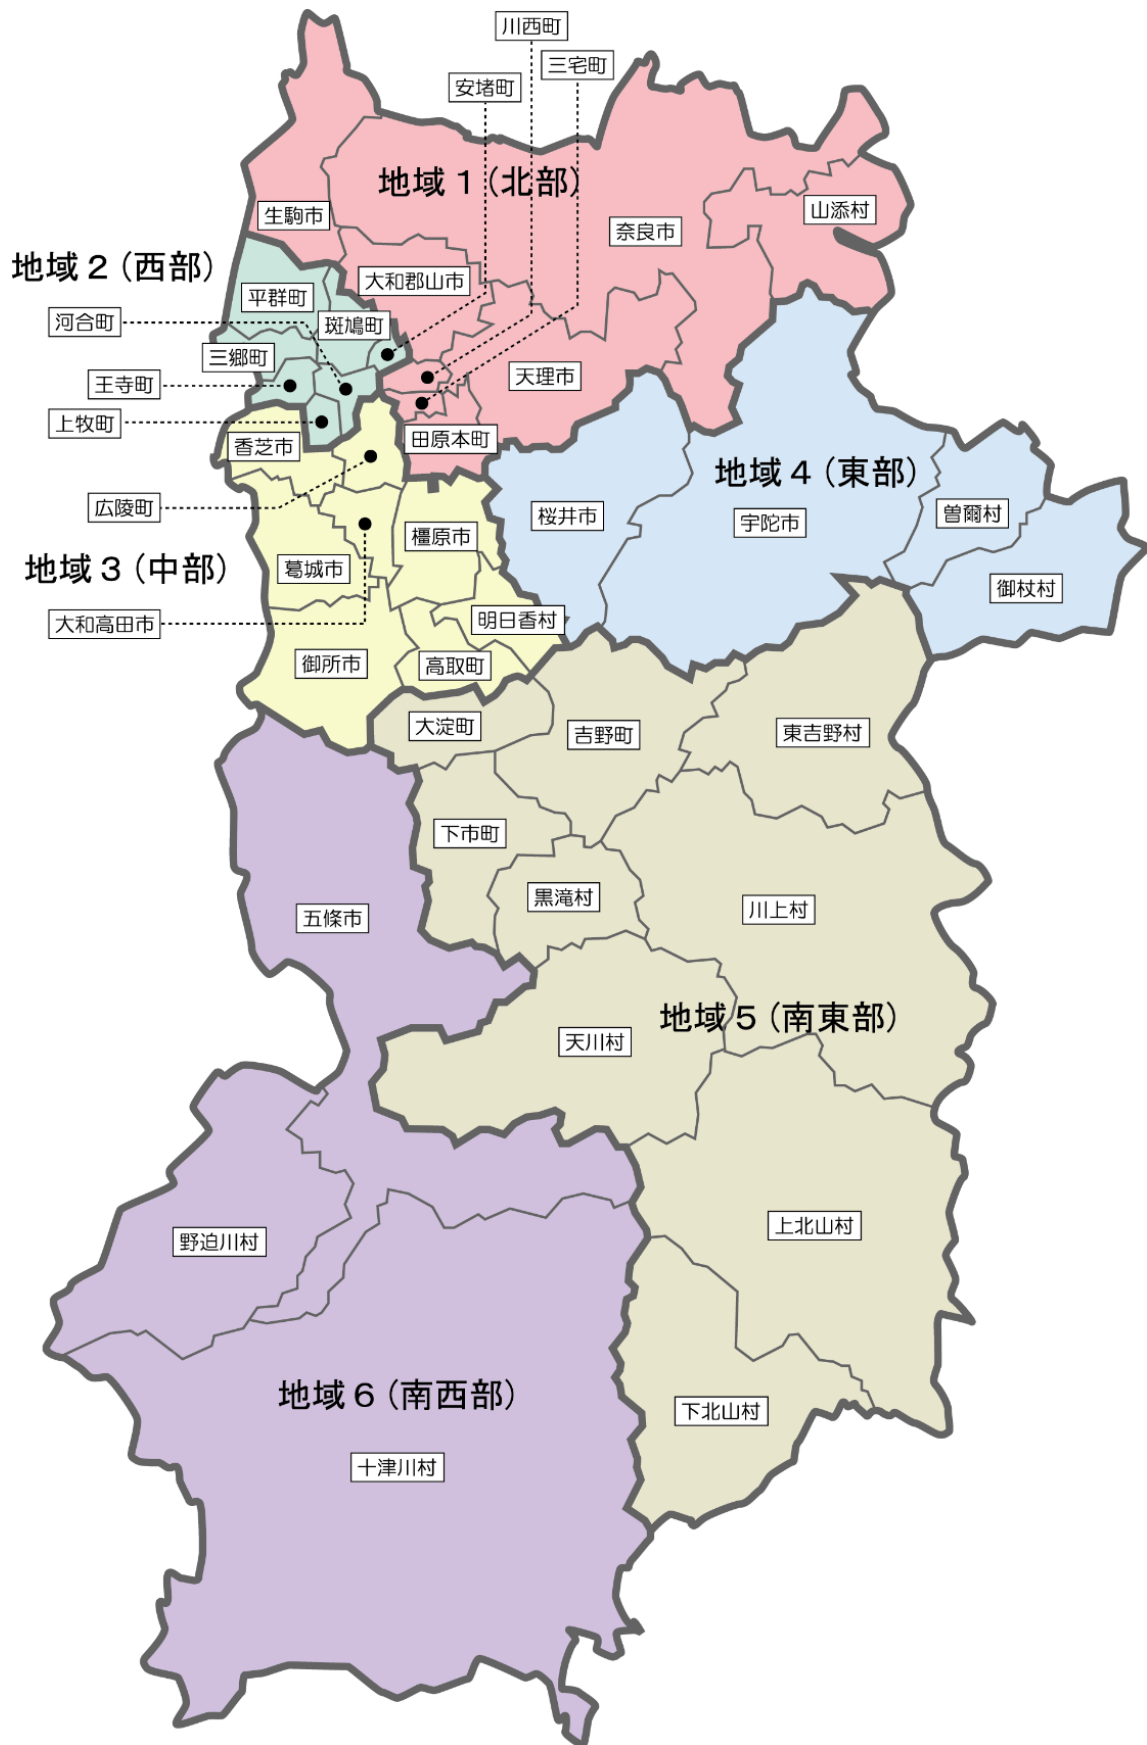 川西町
三宅町
安堵町
地域1(北部)
山添村
生駒市
奈良市
地域2(西部)
大和郡山市
平群町
河合町
斑鳩町
三郷町
天理市
王寺町
上牧町
田原本町
香芝市
地域4(東部)
広陵町
桜井市
宇陀市
曽爾村
橿原市
地域3(中部)
葛城市
御杖村
大和高田市
明日香村
御所市
高取町
大淀町
吉野町
東吉野村
下市町
黒滝村
川上村
五條市
地域5(南東部)
天川村
野迫川村
上北山村
地域6(南西部)
下北山村
十津川村